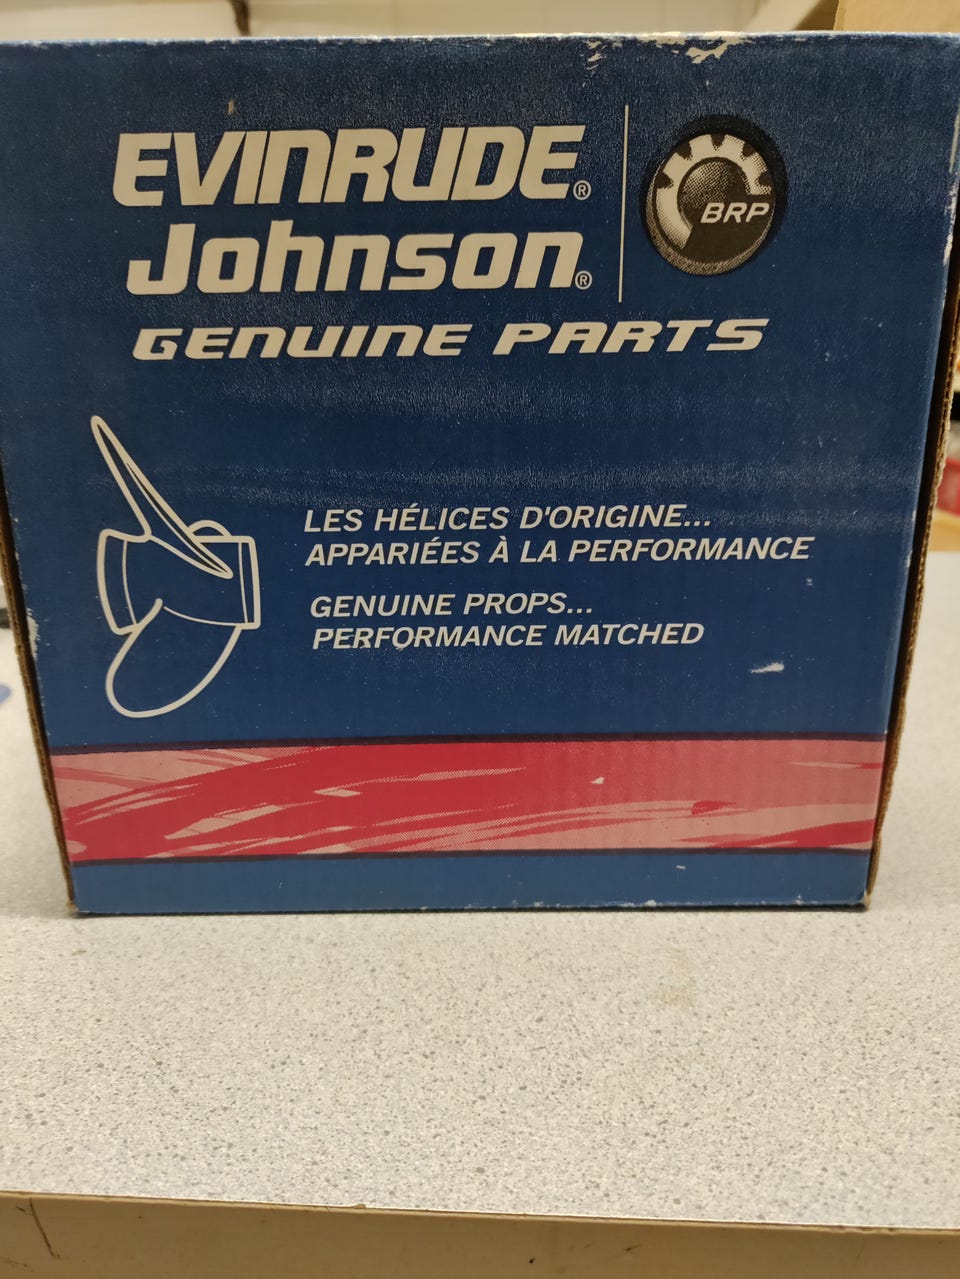 EVINRUDE®
Johnson®
BRP
GENUINE PARTS
LES HÉLICES D'ORIGINE...
APPARIÉES À LA PERFORMANCE
GENUINE PROPS...
PERFORMANCE MATCHED